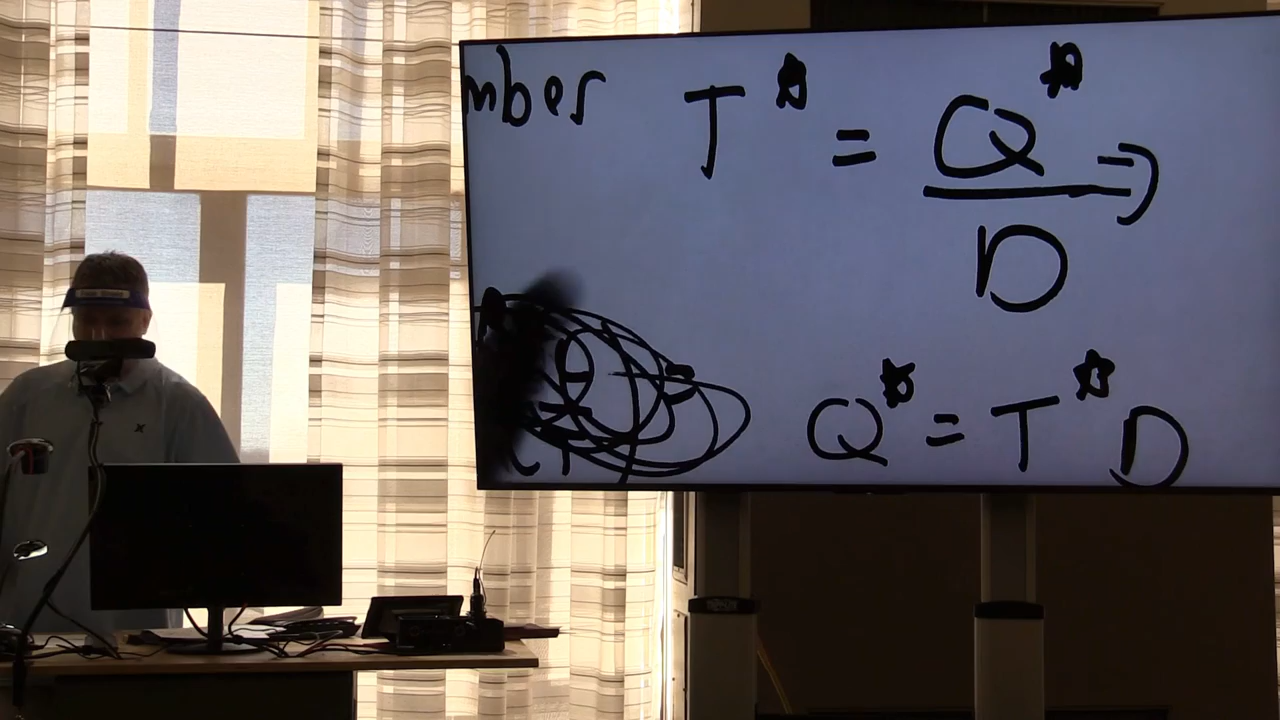 mber T* = Q* / D ⇒
Q* = T* D